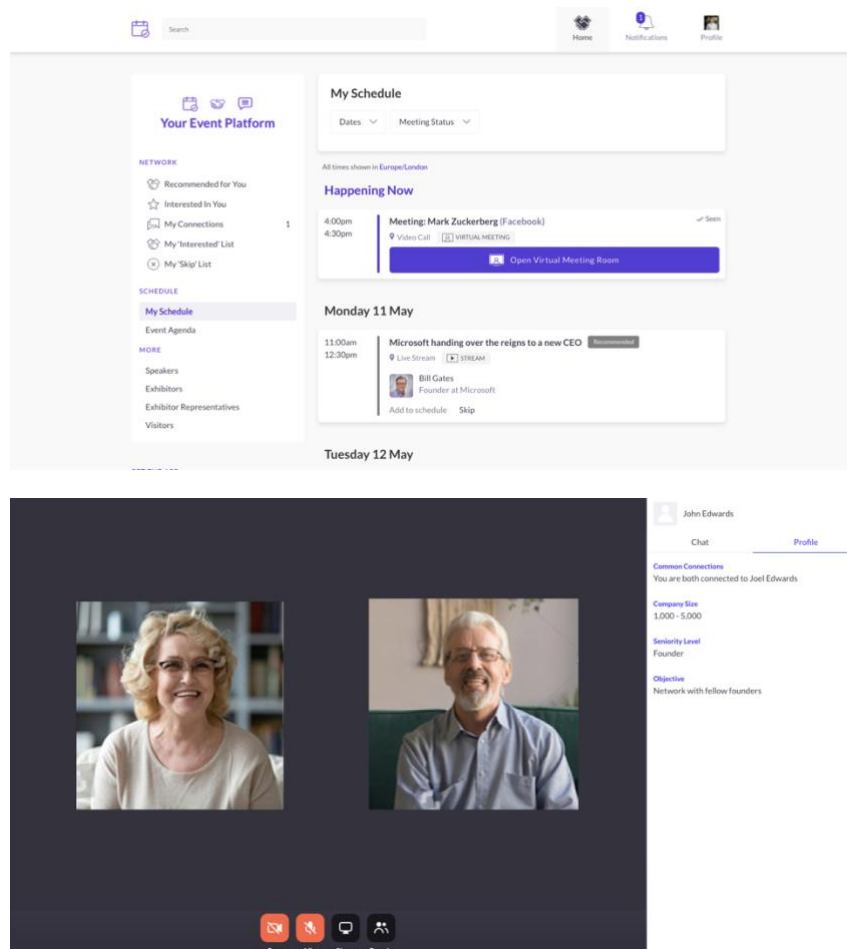 Search
1
Home
Notifications
Profile
Your Event Platform
NETWORK
Recommended for You
Interested In You
My Connections 1
My 'Interested' List
My 'Skip' List
SCHEDULE
My Schedule
Event Agenda
MORE
Speakers
Exhibitors
Exhibitor Representatives
Visitors
My Schedule
Dates
Meeting Status
All times shown in Europe/London
Happening Now
4:00pm
4:30pm
Meeting: Mark Zuckerberg (Facebook)
Seen
Video Call
VIRTUAL MEETING
Open Virtual Meeting Room
Monday 11 May
11:00am
12:30pm
Microsoft handing over the reigns to a new CEO
Recommended
Live Stream
STREAM
Bill Gates
Founder at Microsoft
Add to schedule Skip
Tuesday 12 May
John Edwards
Chat
Profile
Common Connections
You are both connected to Joel Edwards
Company Size
1,000 - 5,000
Seniority Level
Founder
Objective
Network with fellow founders